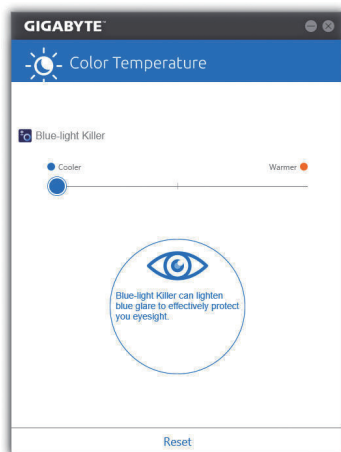 GIGABYTE™
Color Temperature
Blue-light Killer
Cooler Warmer
Blue-light Killer can lighten
blue glare to effectively protect
you eyesight.
Reset